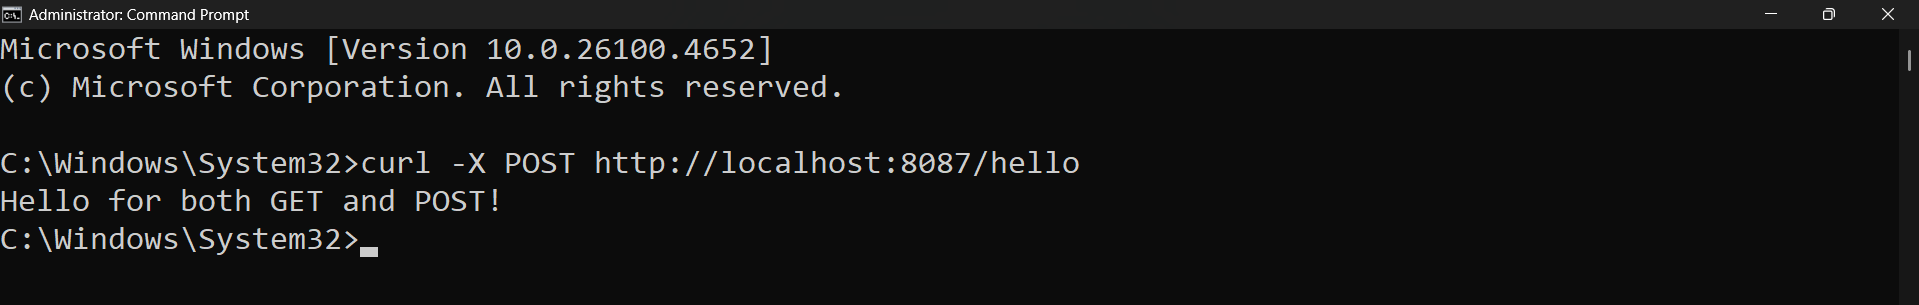 Administrator: Command Prompt
Microsoft Windows [Version 10.0.26100.4652]
(c) Microsoft Corporation. All rights reserved.
C:\Windows\System32>curl -X POST http://localhost:8087/hello
Hello for both GET and POST!
C:\Windows\System32>